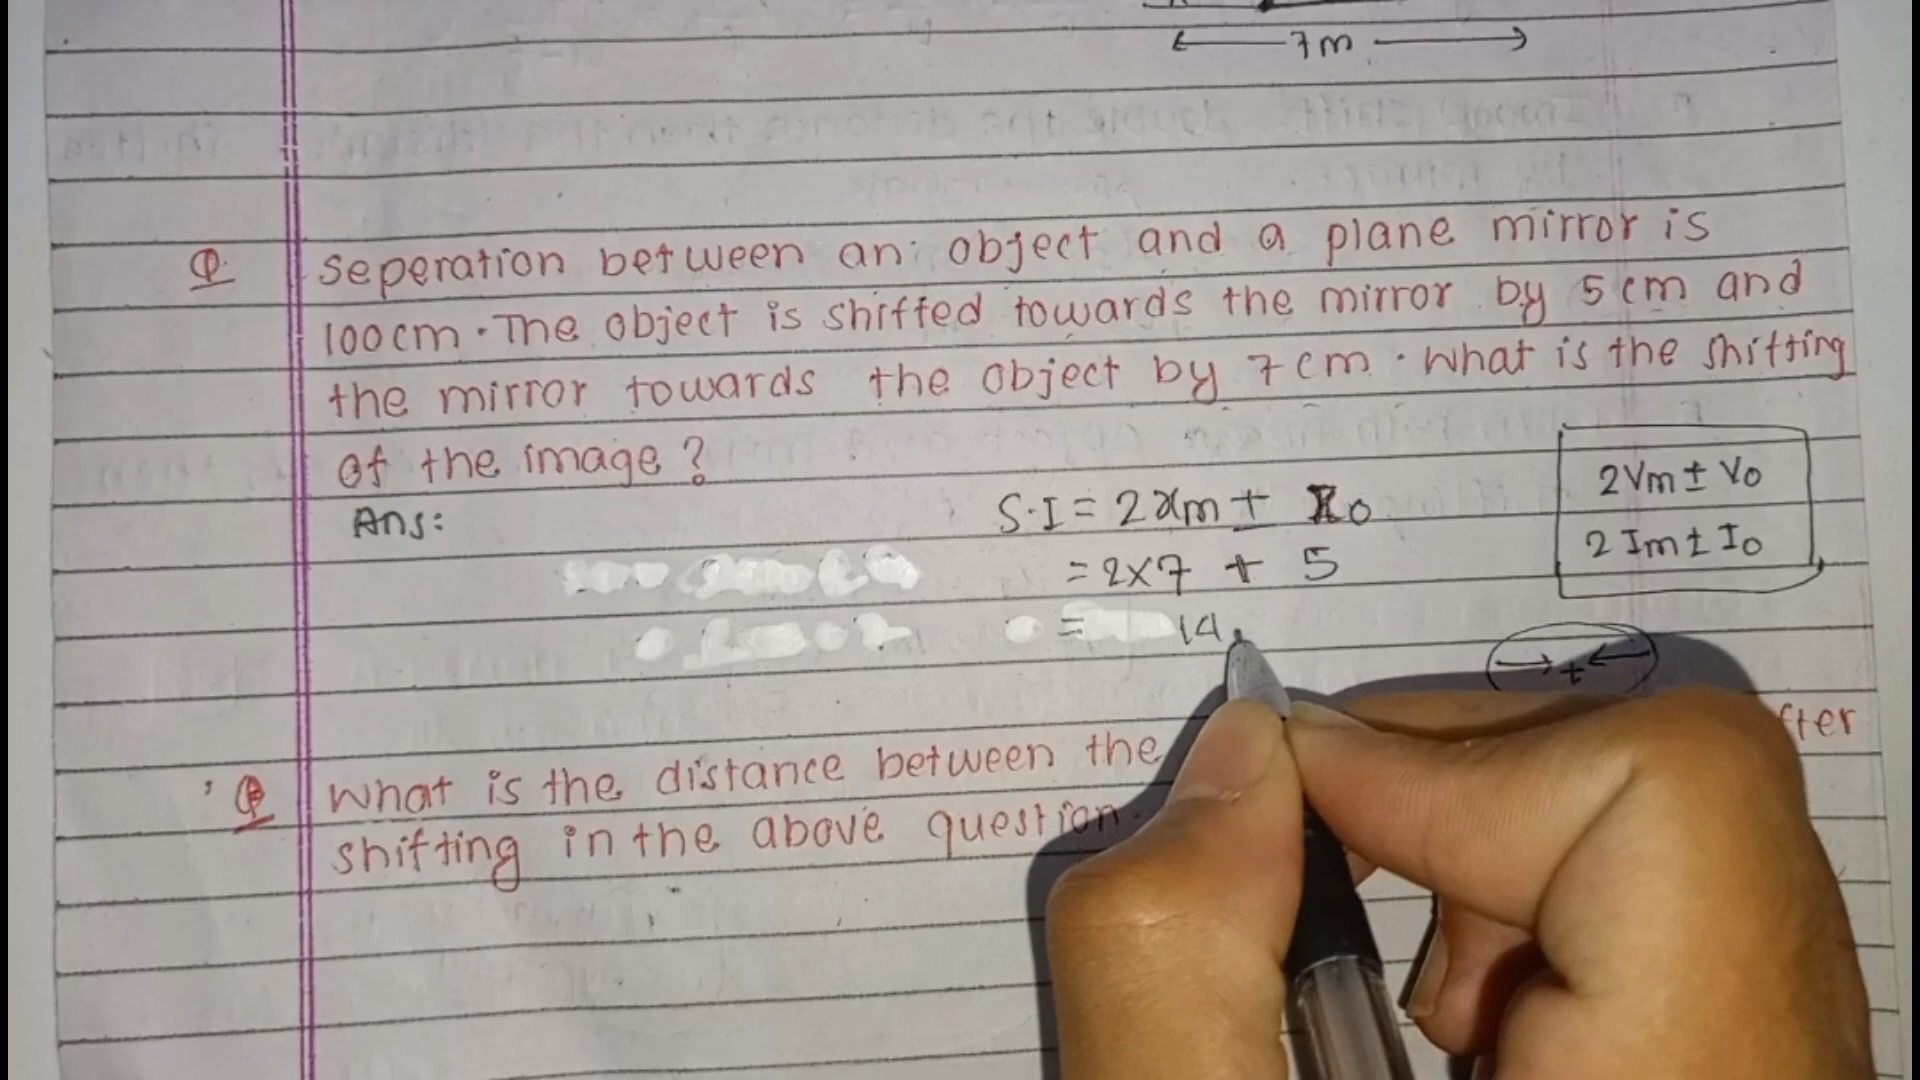 7m
Q seperation between an object and a plane mirror is
100cm. The object is shifted towards the mirror by 5cm and
the mirror towards the object by 7cm. what is the shifting
of the image?
Ans:
S.I = 2xm ± xo
= 2×7 + 5
= 14
2Vm ± Vo
2Im ± Io
→ + ←
Q what is the distance between the
shifting in the above question.